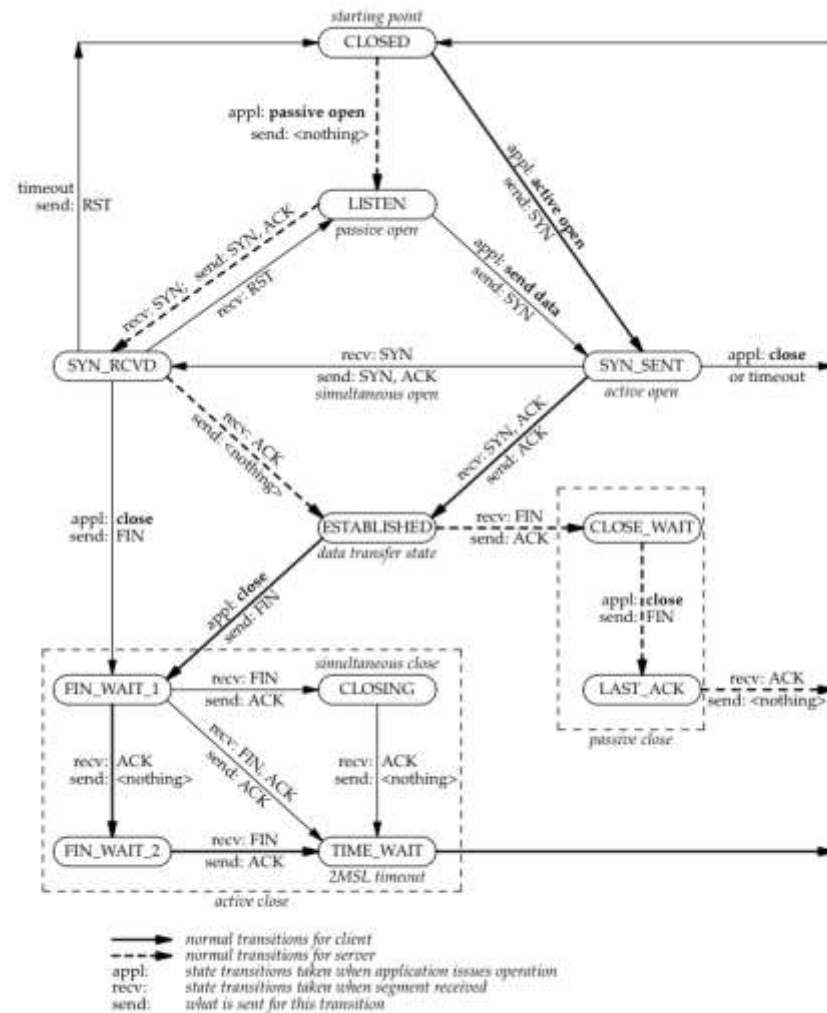 starting point
CLOSED
appl: passive open
send: <nothing>
appl: active open
send: SYN
timeout
send: RST
LISTEN
passive open
recv: SYN; send: SYN, ACK
recv: RST
appl: send data
send: SYN
SYN_RCVD
recv: SYN
send: SYN, ACK
simultaneous open
SYN_SENT
active open
appl: close
or timeout
recv: ACK
send: <nothing>
recv: SYN, ACK
send: ACK
appl: close
send: FIN
ESTABLISHED
data transfer state
recv: FIN
send: ACK
CLOSE_WAIT
appl: close
send: FIN
appl: close
send: FIN
LAST_ACK
passive close
recv: ACK
send: <nothing>
simultaneous close
FIN_WAIT_1
recv: FIN
send: ACK
CLOSING
recv: ACK
send: <nothing>
recv: FIN, ACK
send: ACK
recv: ACK
send: <nothing>
FIN_WAIT_2
recv: FIN
send: ACK
TIME_WAIT
2MSL timeout
active close
normal transitions for client
normal transitions for server
appl: state transitions taken when application issues operation
recv: state transitions taken when segment received
send: what is sent for this transition